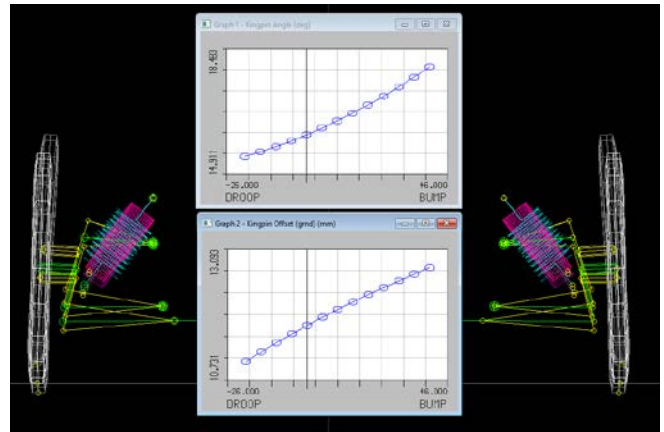 Graph 1 - Kingpin Angle (deg)
18.483
14.911
-26.000
46.000
DROOP
BUMP
Graph 2 - Kingpin Offset (grnd) (mm)
13.093
10.731
-26.000
46.000
DROOP
BUMP